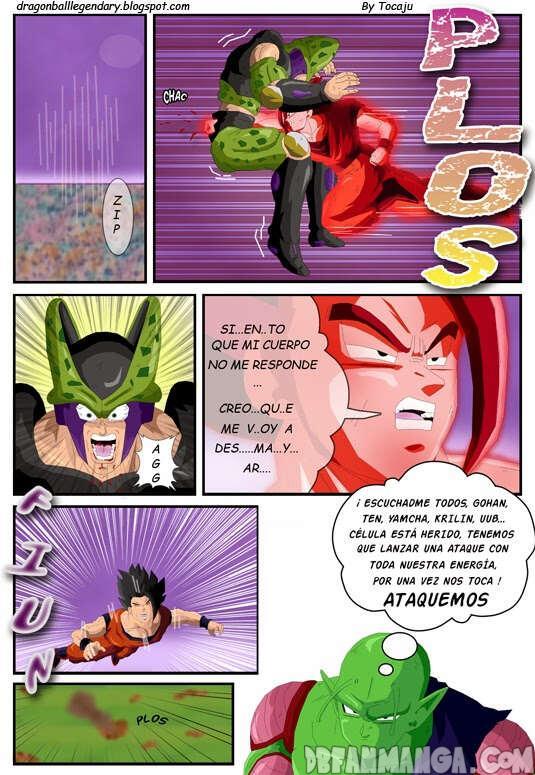 dragonballlegendary.blogspot.com
By Tocaju
ZIP
CHAC
PLOS
AGG
SI...EN..TO
QUE MI CUERPO
NO ME RESPONDE
...
CREO...QU..E
ME V..OY A
DES.....MA...Y...
AR....
FIUN
¡ ESCUCHADME TODOS, GOHAN,
TEN, YAMCHA, KRILIN, UUB...
CÉLULA ESTÁ HERIDO, TENEMOS
QUE LANZAR UNA ATAQUE CON
TODA NUESTRA ENERGÍA,
POR UNA VEZ NOS TOCA !
ATAQUEMOS
PLOS
DBFANMANGA.COM